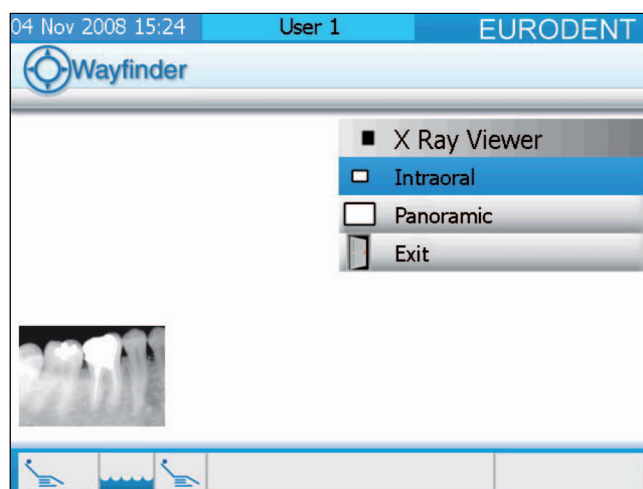 04 Nov 2008 15:24 User 1 EURODENT
Wayfinder
X Ray Viewer
Intraoral
Panoramic
Exit